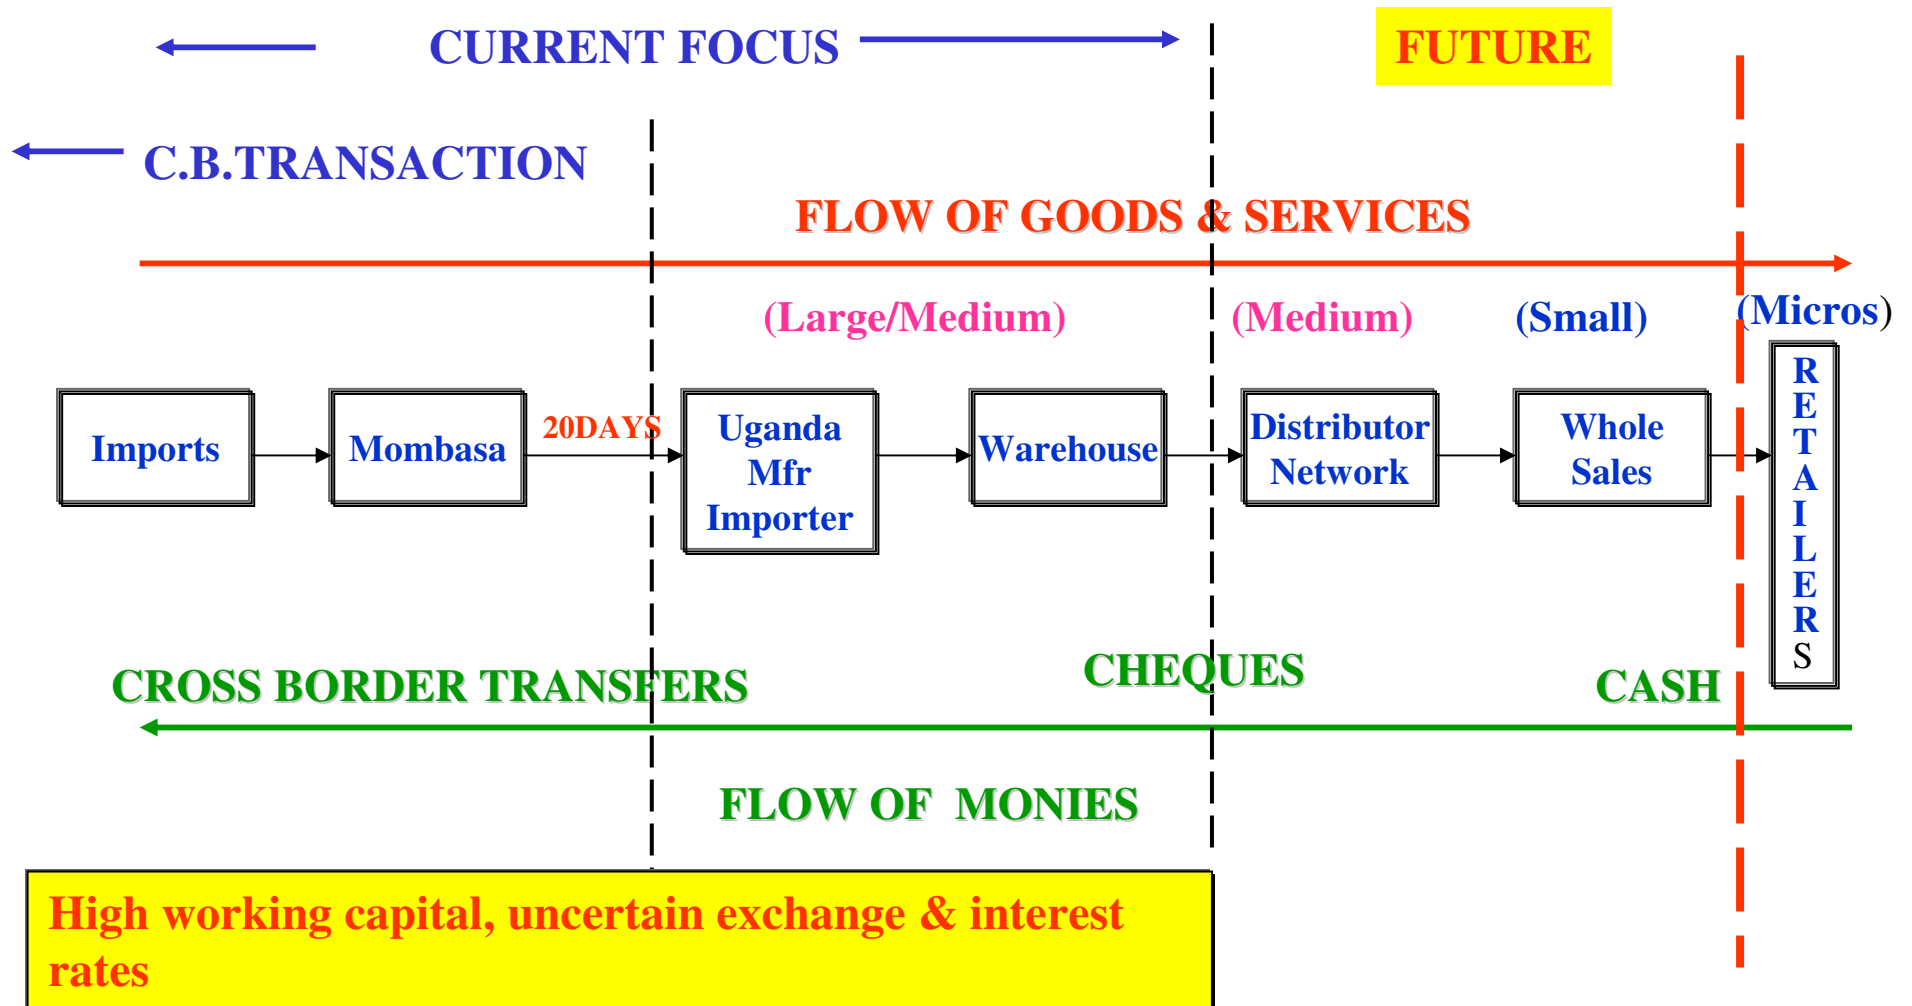 CURRENT FOCUS
FUTURE
C.B.TRANSACTION
FLOW OF GOODS & SERVICES
(Large/Medium)
(Medium)
(Small)
(Micros)
Imports
Mombasa
20DAYS
Uganda
Mfr
Importer
Warehouse
Distributor
Network
Whole
Sales
R
E
T
A
I
L
E
R
S
CROSS BORDER TRANSFERS
CHEQUES
CASH
FLOW OF MONIES
High working capital, uncertain exchange & interest
rates